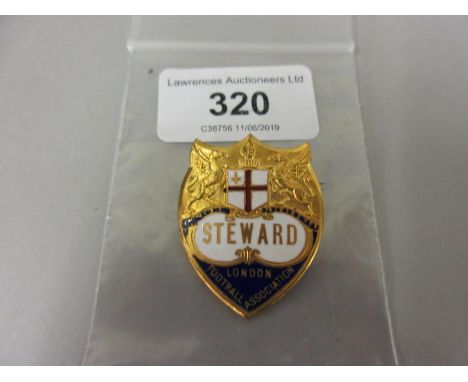 Lawrences Auctioneers Ltd
320
C38756 11/06/2019
STEWARD
LONDON
FOOTBALL ASSOCIATION